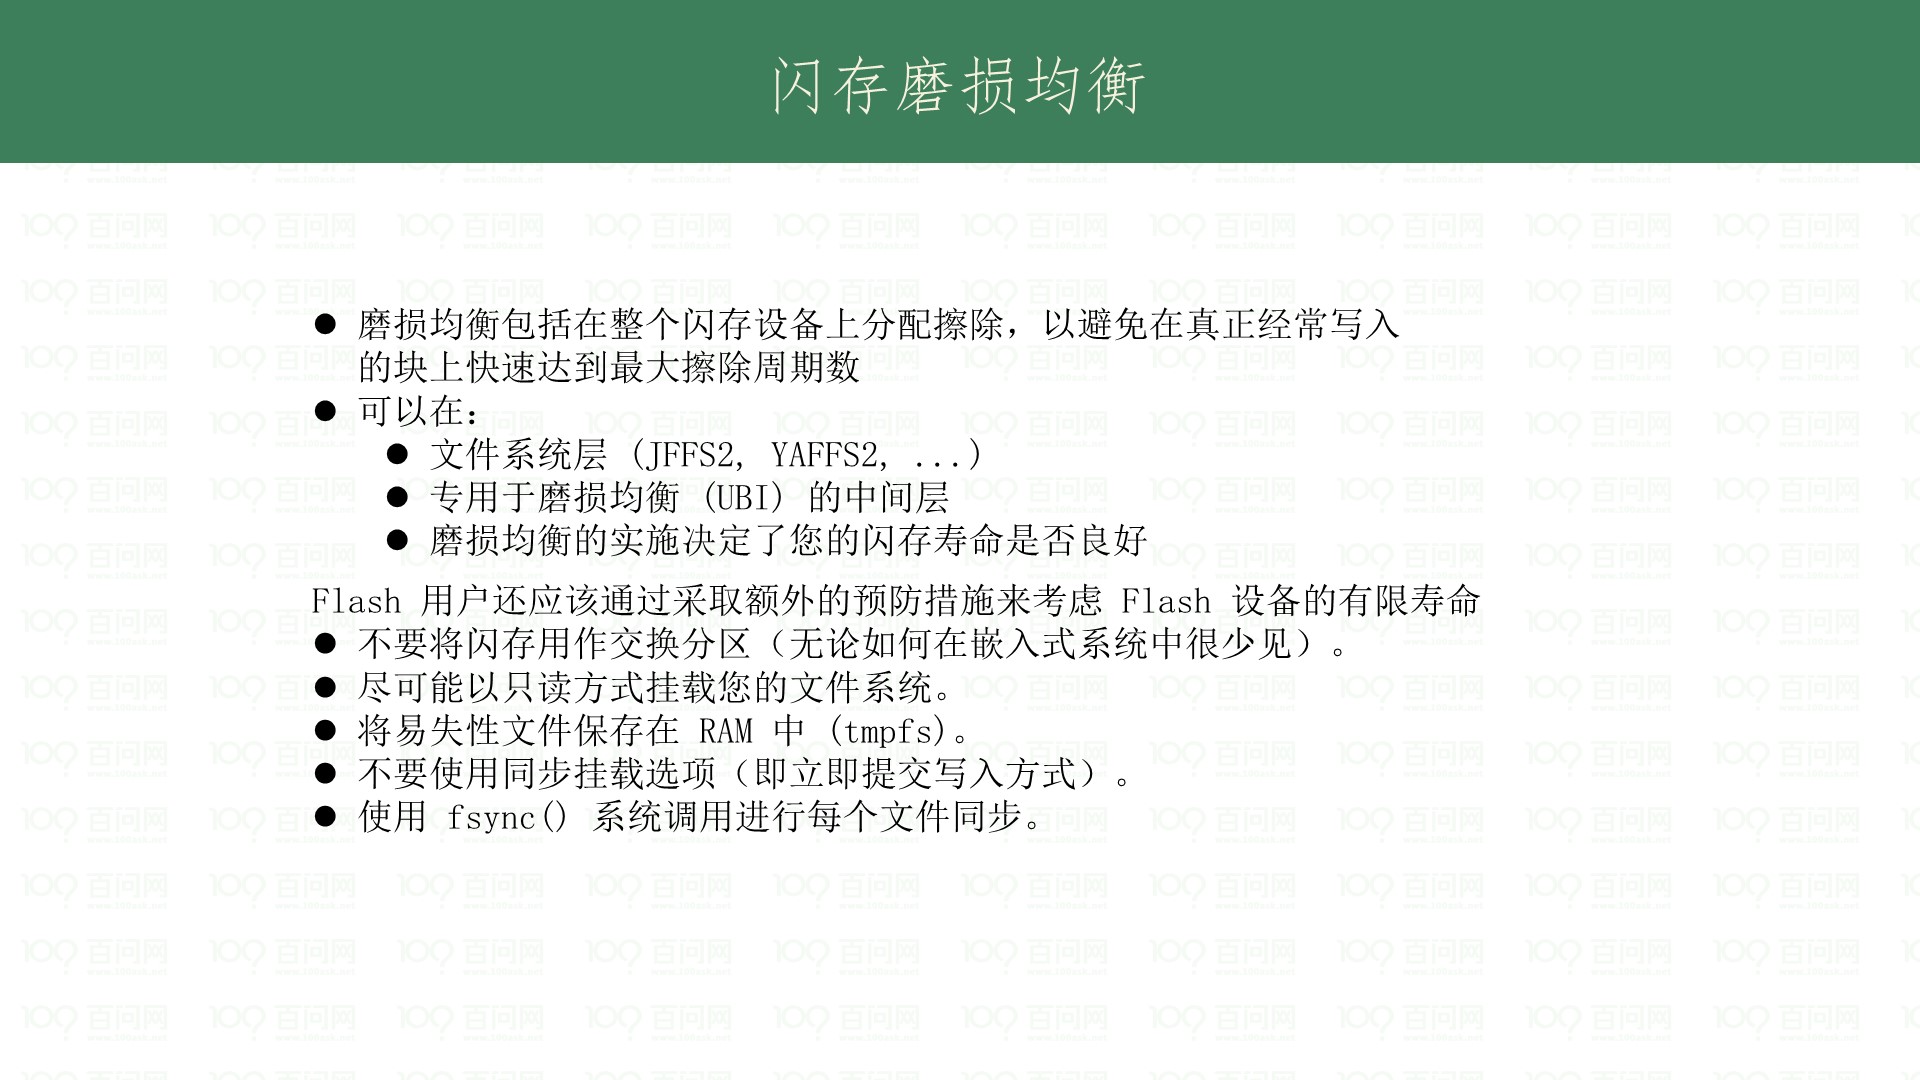 闪存磨损均衡
● 磨损均衡包括在整个闪存设备上分配擦除，以避免在真正经常写入
的块上快速达到最大擦除周期数
● 可以在：
● 文件系统层 (JFFS2, YAFFS2, ...)
● 专用于磨损均衡 (UBI) 的中间层
● 磨损均衡的实施决定了您的闪存寿命是否良好
Flash 用户还应该通过采取额外的预防措施来考虑 Flash 设备的有限寿命
● 不要将闪存用作交换分区（无论如何在嵌入式系统中很少见）。
● 尽可能以只读方式挂载您的文件系统。
● 将易失性文件保存在 RAM 中 (tmpfs)。
● 不要使用同步挂载选项（即立即提交写入方式）。
● 使用 fsync() 系统调用进行每个文件同步。